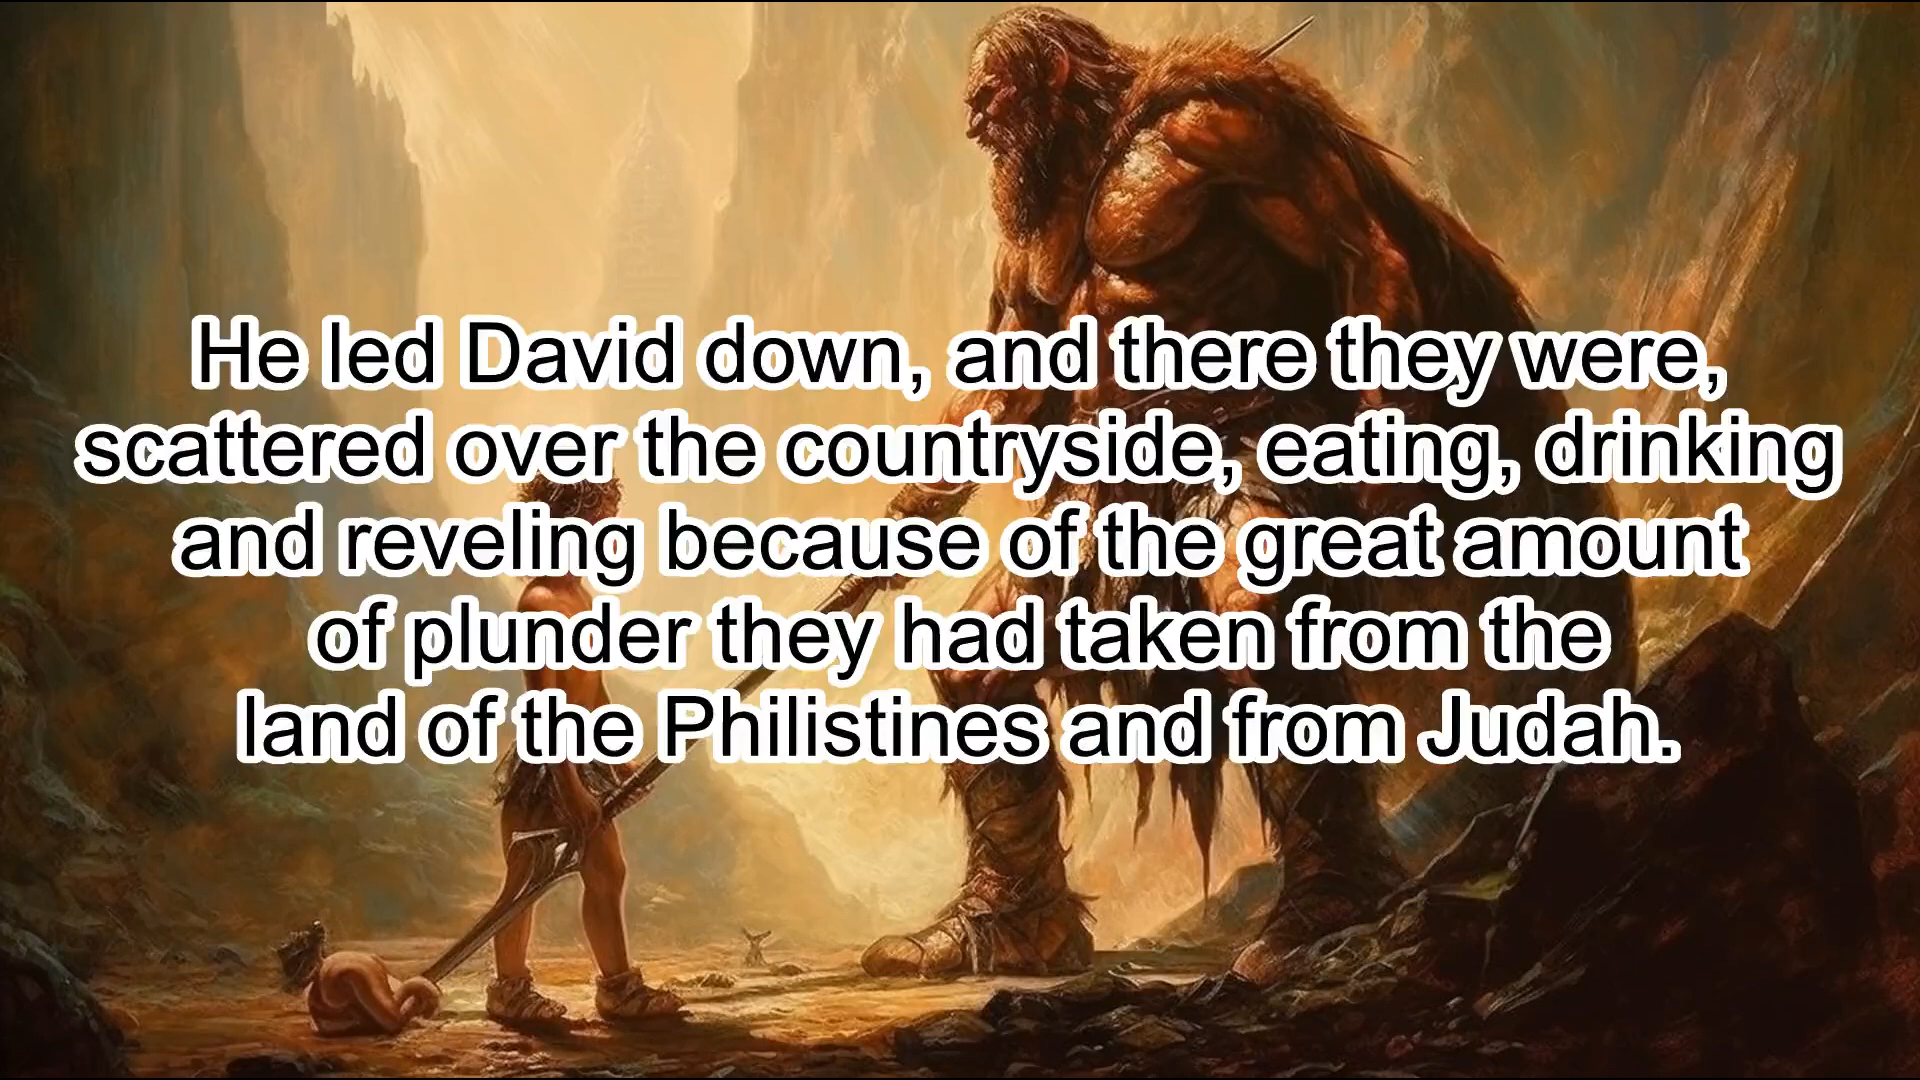 He led David down, and there they were,
scattered over the countryside, eating, drinking
and reveling because of the great amount
of plunder they had taken from the
land of the Philistines and from Judah.